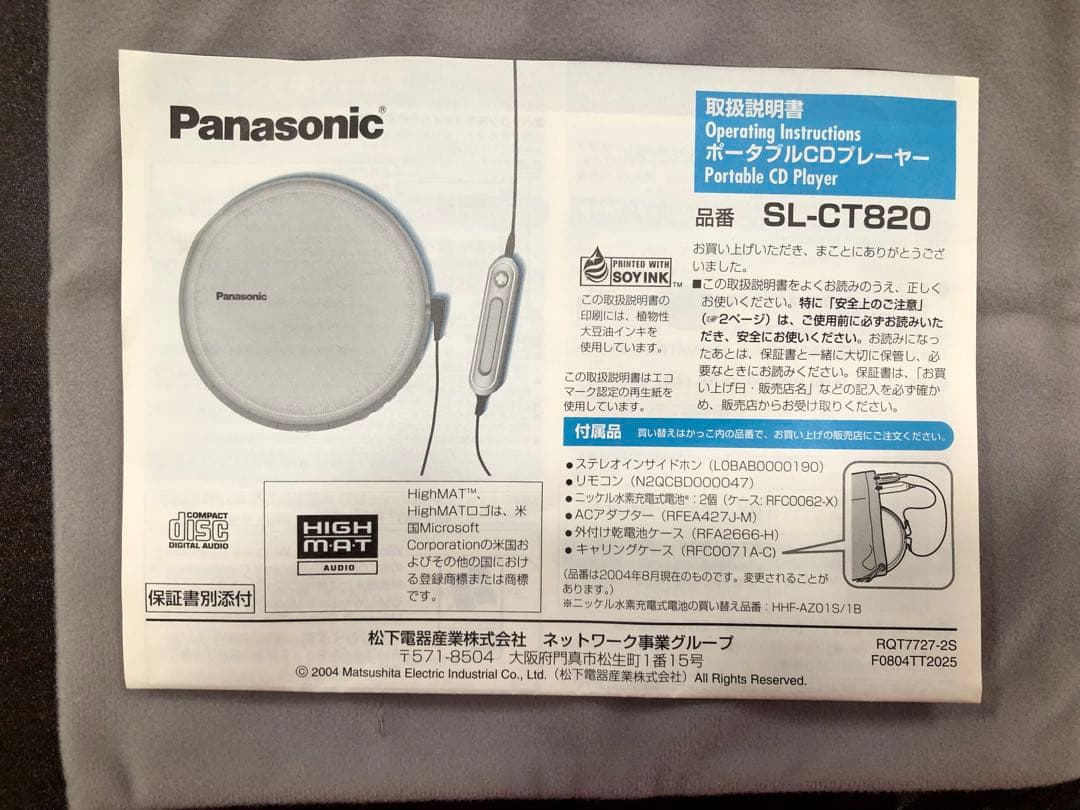 Panasonic®
取扱説明書
Operating Instructions
ポータブルCDプレーヤー
Portable CD Player
品番 SL-CT820
Panasonic
PRINTED WITH
SOY INK™
この取扱説明書の
印刷には、植物性
大豆油インキを
使用しています。
この取扱説明書はエコ
マーク認定の再生紙を
使用しています。
お買い上げいただき、まことにありがとうござ
いました。
■この取扱説明書をよくお読みのうえ、正しく
お使いください。特に「安全上のご注意」
(☞2ページ)は、ご使用前に必ずお読みいた
だき、安全にお使いください。お読みになっ
たあとは、保証書と一緒に大切に保管し、必
要なときにお読みください。保証書は、「お買
い上げ日・販売店名」などの記入を必ず確か
め、販売店からお受け取りください。
付属品 買い替えはかっこ内の品番で、お買い上げの販売店にご注文ください。
●ステレオインサイドホン(L0BAB0000190)
●リモコン(N2QCBD000047)
●ニッケル水素充電式電池※:2個(ケース:RFC0062-X)
●ACアダプター(RFEA427J-M)
●外付け乾電池ケース(RFA2666-H)
●キャリングケース(RFC0071A-C)
(品番は2004年8月現在のものです。変更されることが
あります。)
※ニッケル水素充電式電池の買い替え品番:HHF-AZ01S/1B
COMPACT
disc
DIGITAL AUDIO
HIGH
M·A·T
AUDIO
HighMAT™、
HighMATロゴは、米
国Microsoft
Corporationの米国お
よびその他の国におけ
る登録商標または商標
です。
保証書別添付
松下電器産業株式会社 ネットワーク事業グループ
〒571-8504 大阪府門真市松生町1番15号
© 2004 Matsushita Electric Industrial Co., Ltd.(松下電器産業株式会社)All Rights Reserved.
RQT7727-2S
F0804TT2025